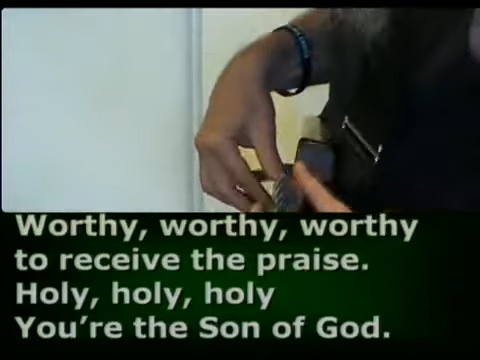 Worthy, worthy, worthy
to receive the praise.
Holy, holy, holy
You're the Son of God.